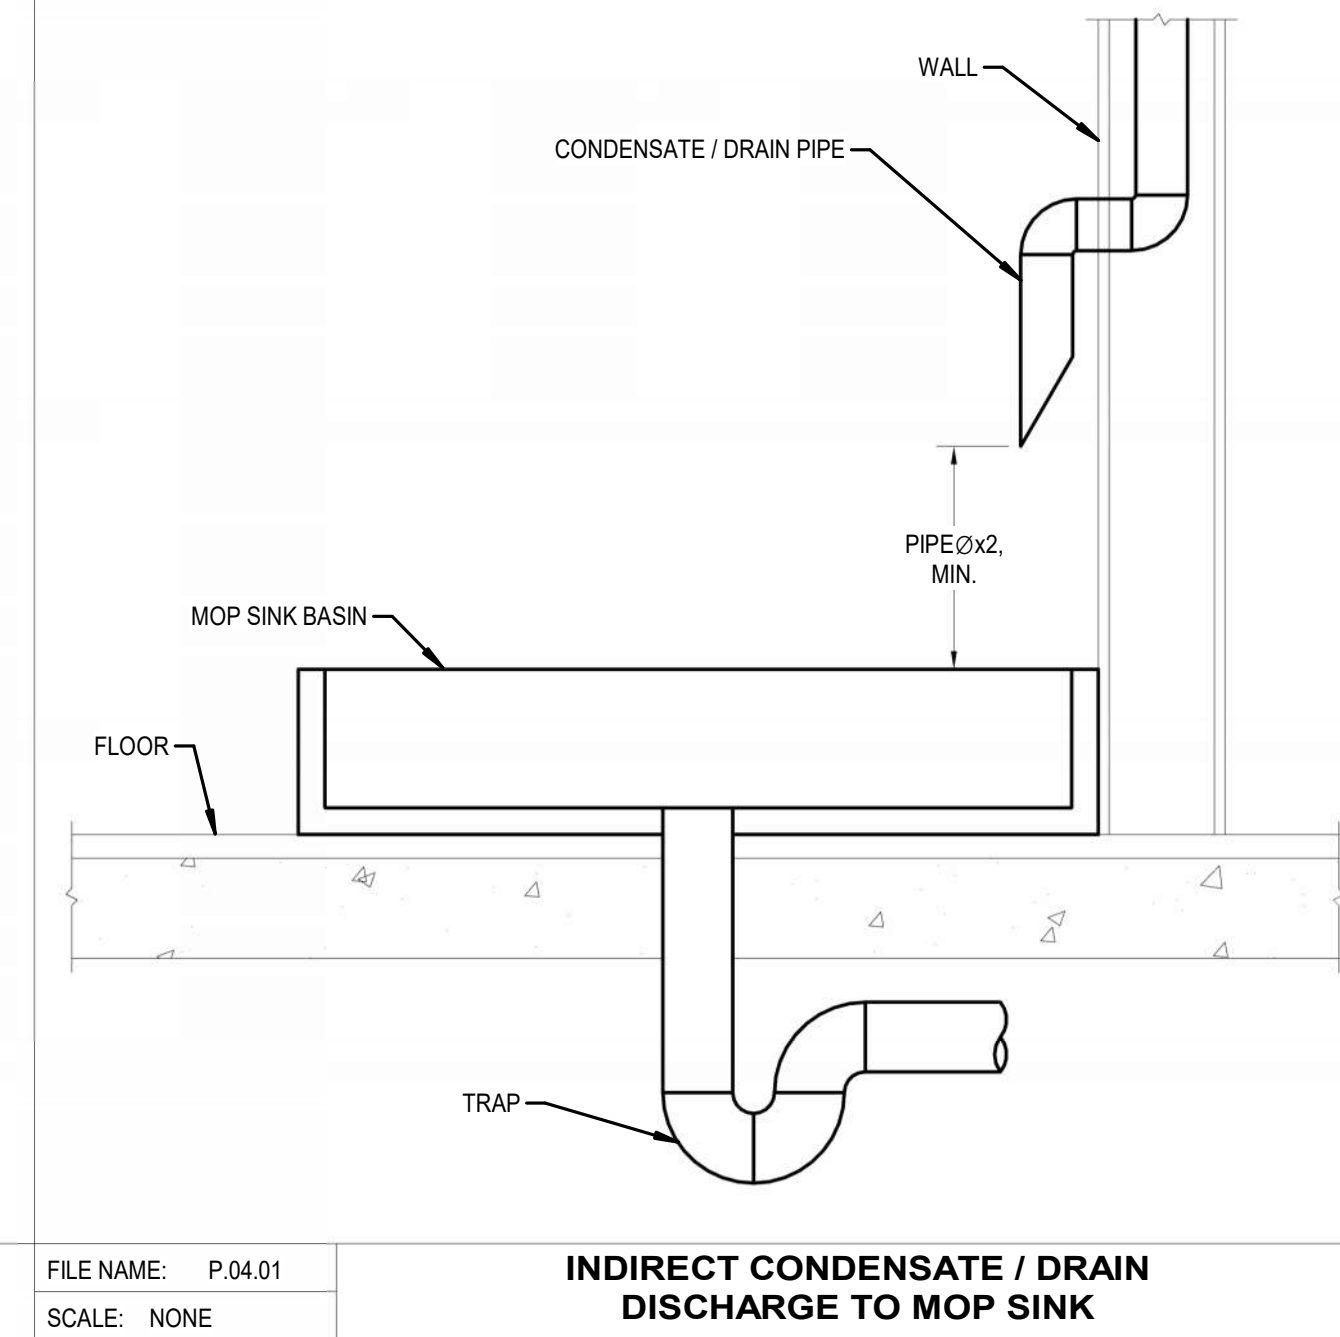 WALL
CONDENSATE / DRAIN PIPE
PIPE∅x2,
MIN.
MOP SINK BASIN
FLOOR
TRAP
FILE NAME: P.04.01
SCALE: NONE
INDIRECT CONDENSATE / DRAIN
DISCHARGE TO MOP SINK